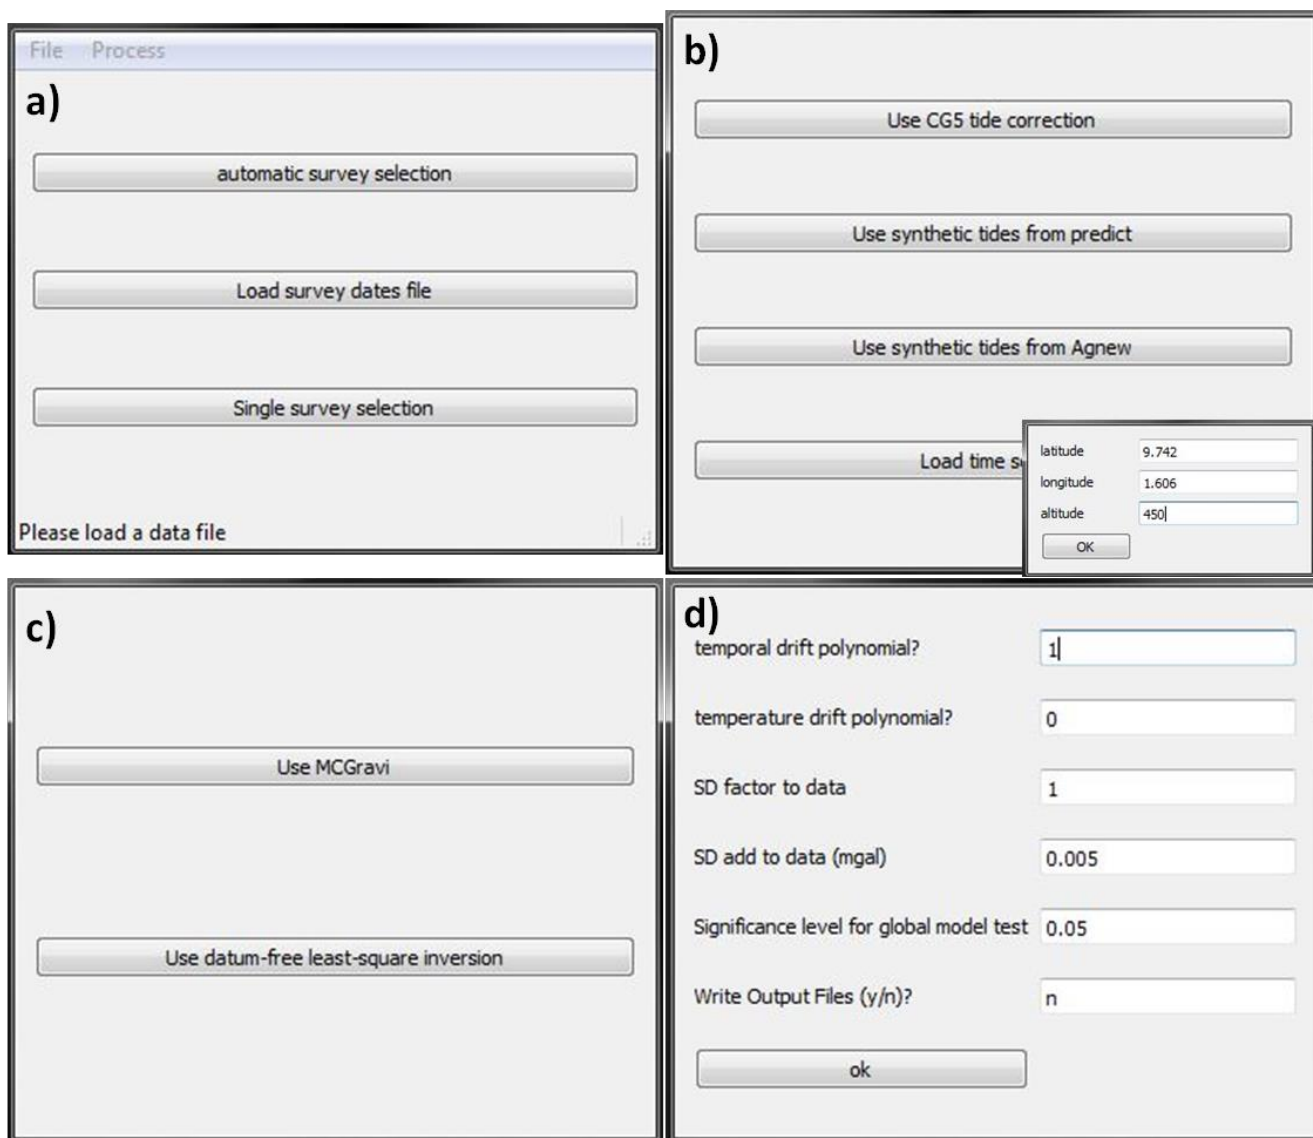 File Process
a)
automatic survey selection
Load survey dates file
Single survey selection
Please load a data file
b)
Use CG5 tide correction
Use synthetic tides from predict
Use synthetic tides from Agnew
Load time
latitude 9.742
longitude 1.606
altitude 450
OK
c)
Use MCGravi
Use datum-free least-square inversion
d)
temporal drift polynomial? 1
temperature drift polynomial? 0
SD factor to data 1
SD add to data (mgal) 0.005
Significance level for global model test 0.05
Write Output Files (y/n)? n
ok